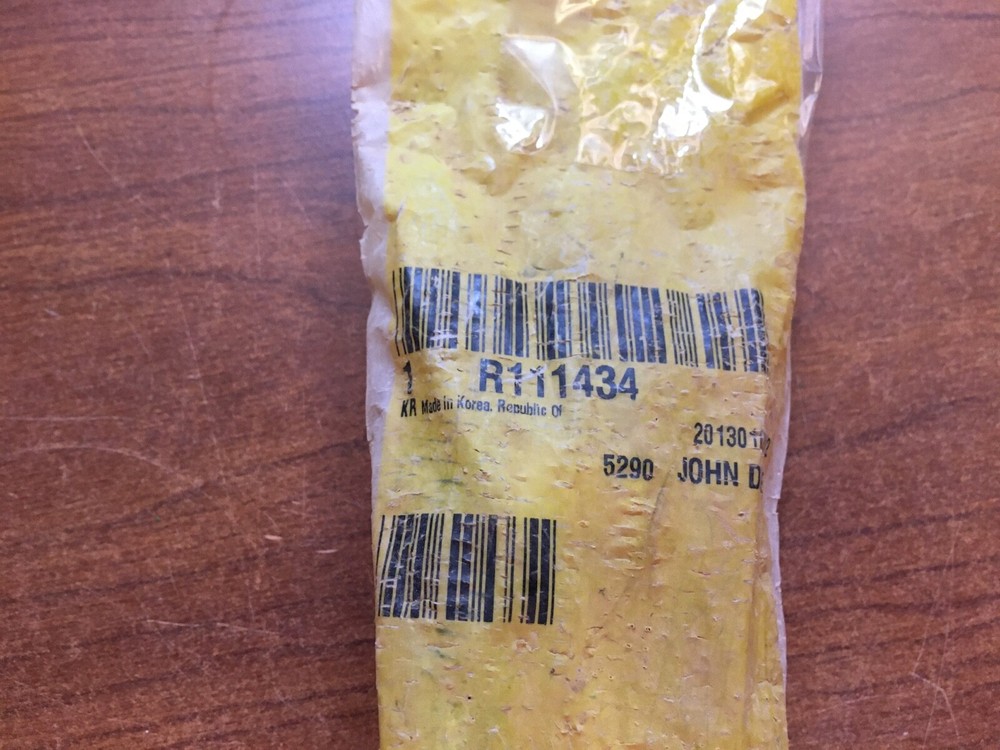 1 R111434
KR Made in Korea, Republic Of
5290 JOHN